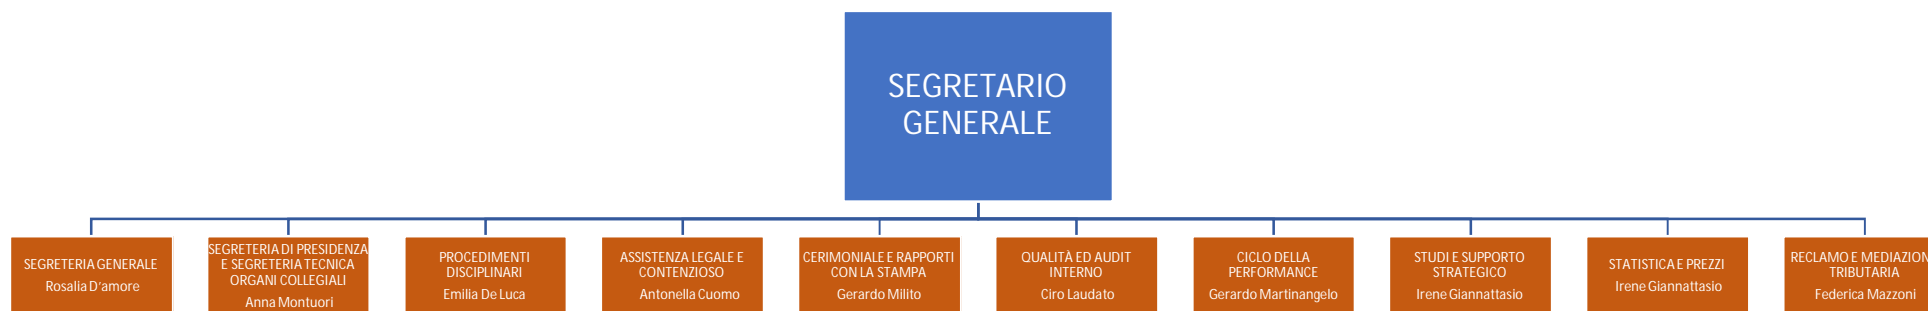 SEGRETARIO
GENERALE
SEGRETERIA GENERALE
Rosalia D'amore
SEGRETERIA DI PRESIDENZA
E SEGRETERIA TECNICA
ORGANI COLLEGIALI
Anna Montuori
PROCEDIMENTI
DISCIPLINARI
Emilia De Luca
ASSISTENZA LEGALE E
CONTENZIOSO
Antonella Cuomo
CERIMONIALE E RAPPORTI
CON LA STAMPA
Gerardo Milito
QUALITÀ ED AUDIT
INTERNO
Ciro Laudato
CICLO DELLA
PERFORMANCE
Gerardo Martinangelo
STUDI E SUPPORTO
STRATEGICO
Irene Giannattasio
STATISTICA E PREZZI
Irene Giannattasio
RECLAMO E MEDIAZION
TRIBUTARIA
Federica Mazzoni